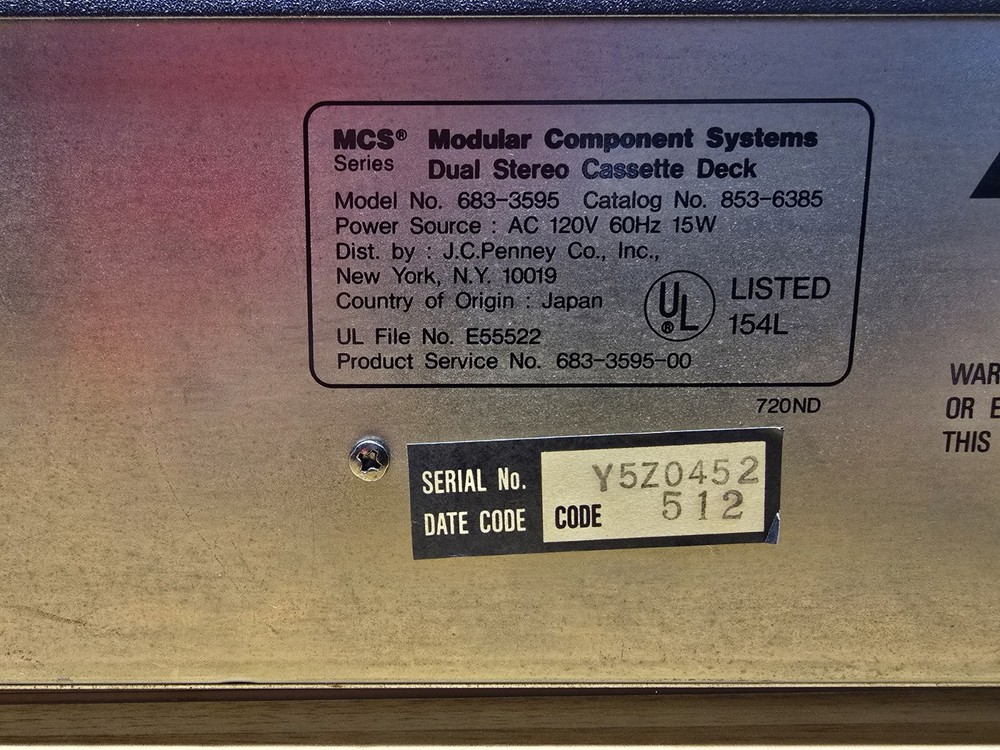 MCS® Modular Component Systems
Series Dual Stereo Cassette Deck
Model No. 683-3595 Catalog No. 853-6385
Power Source : AC 120V 60Hz 15W
Dist. by : J.C.Penney Co., Inc.,
New York, N.Y. 10019
Country of Origin : Japan
UL® LISTED
154L
UL File No. E55522
Product Service No. 683-3595-00
720ND
WAR
OR E
THIS
SERIAL No. Y5Z0452
DATE CODE CODE 512